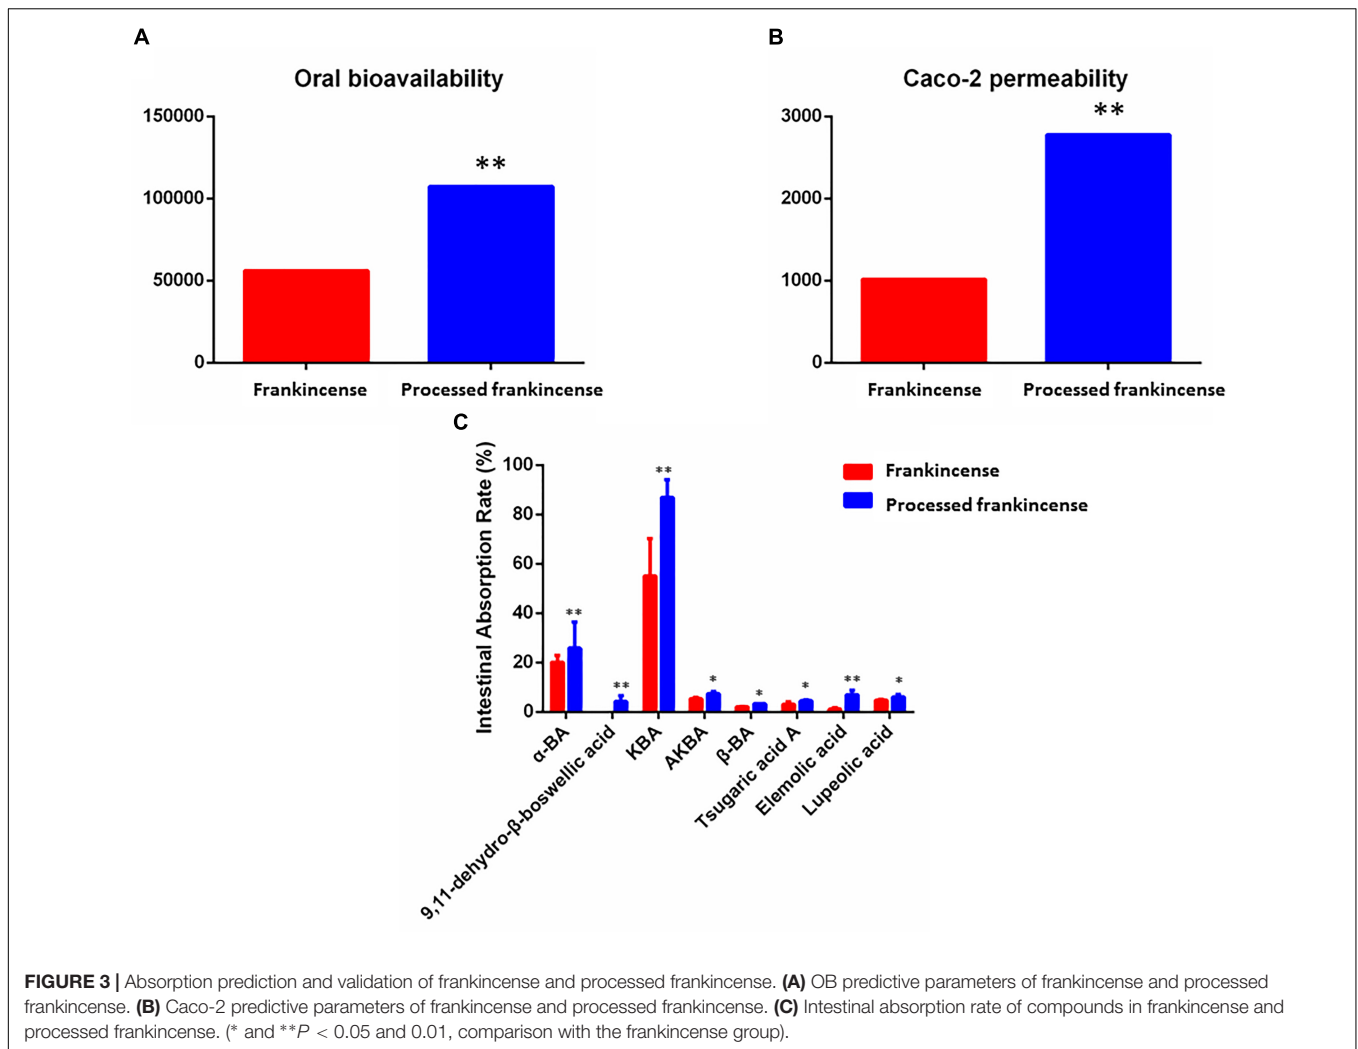 A
Oral bioavailability
150000
100000
50000
0
**
Frankincense
Processed frankincense
B
Caco-2 permeability
3000
2000
1000
0
**
Frankincense
Processed frankincense
C
Intestinal Absorption Rate (%)
100
80
60
40
20
0
**
**
**
*
*
*
**
*
α-BA
9,11-dehydro-β-boswellic acid
KBA
AKBA
β-BA
Tsugaric acid A
Elemolic acid
Lupeolic acid
Frankincense
Processed frankincense
FIGURE 3 | Absorption prediction and validation of frankincense and processed frankincense. (A) OB predictive parameters of frankincense and processed
frankincense. (B) Caco-2 predictive parameters of frankincense and processed frankincense. (C) Intestinal absorption rate of compounds in frankincense and
processed frankincense. (* and **P < 0.05 and 0.01, comparison with the frankincense group).